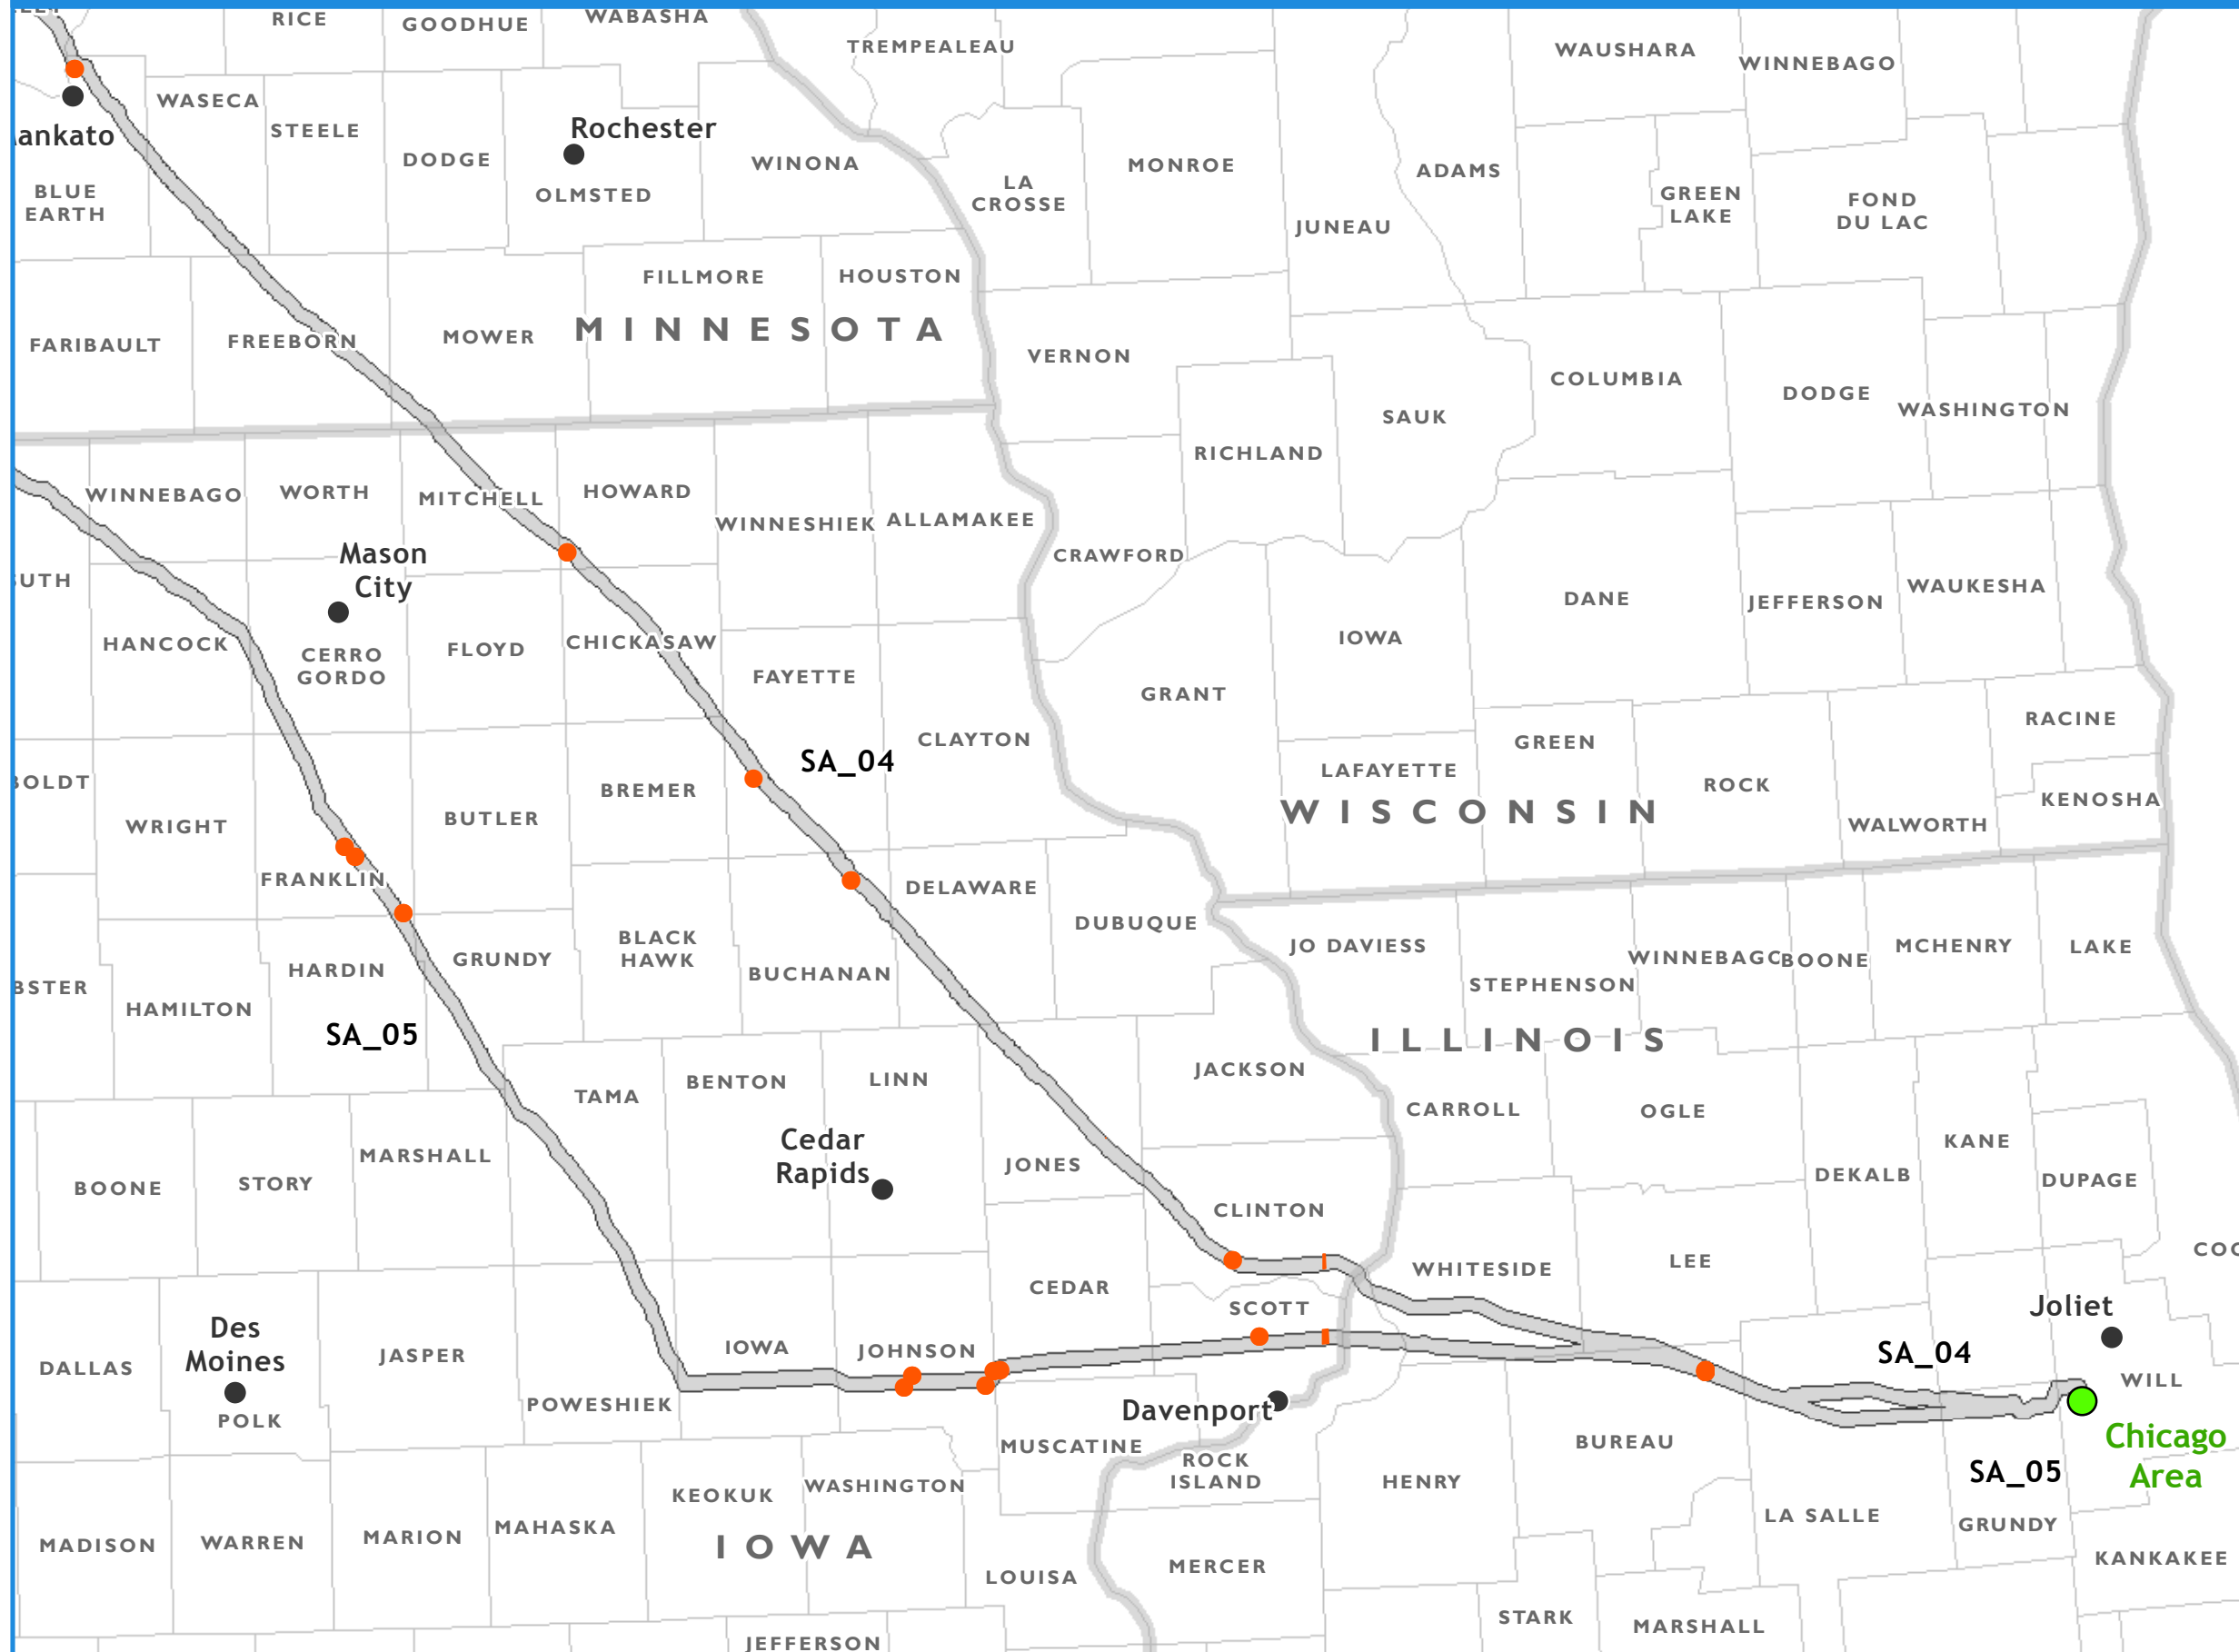 RICE
GOODHUE
WABASHA
TREMPEALEAU
WAUSHARA
WINNEBAGO
WASECA
STEELE
DODGE
Rochester
OLMSTED
WINONA
LA
CROSSE
MONROE
JUNEAU
ADAMS
GREEN
LAKE
FOND
DU LAC
ankato
BLUE
EARTH
FARIBAULT
FREEBORN
MOWER
FILLMORE
HOUSTON
MINNESOTA
VERNON
RICHLAND
SAUK
COLUMBIA
DODGE
WASHINGTON
WINNEBAGO
WORTH
MITCHELL
HOWARD
WINNESHIEK
ALLAMAKEE
CRAWFORD
Mason
City
UTH
HANCOCK
CERRO
GORDO
FLOYD
CHICKASAW
FAYETTE
GRANT
IOWA
DANE
JEFFERSON
WAUKESHA
CLAYTON
SA_04
LAFAYETTE
GREEN
ROCK
RACINE
KENOSHA
WALWORTH
WISCONSIN
OLDT
WRIGHT
BUTLER
BREMER
FRANKLIN
DELAWARE
DUBUQUE
BSTER
HAMILTON
HARDIN
GRUNDY
BLACK
HAWK
BUCHANAN
JO DAVIESS
STEPHENSON
WINNEBAGO
BOONE
MCHENRY
LAKE
SA_05
ILLINOIS
TAMA
BENTON
LINN
JACKSON
CARROLL
OGLE
KANE
BOONE
STORY
MARSHALL
Cedar
Rapids
JONES
CLINTON
DEKALB
DUPAGE
COO
CEDAR
SCOTT
WHITESIDE
LEE
Joliet
DALLAS
Des
Moines
POLK
JASPER
POWESHIEK
IOWA
JOHNSON
SA_04
WILL
Davenport
MUSCATINE
ROCK
ISLAND
BUREAU
Chicago
Area
SA_05
MADISON
WARREN
MARION
MAHASKA
KEOKUK
WASHINGTON
HENRY
LA SALLE
GRUNDY
IOWA
LOUISA
MERCER
KANKAKEE
STARK
MARSHALL
JEFFERSON